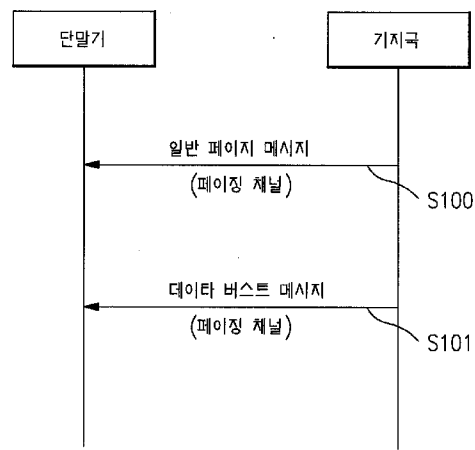 단말기
기지국
일반 페이지 메시지
(페이징 채널)
S100
데이타 버스트 메시지
(페이징 채널)
S101